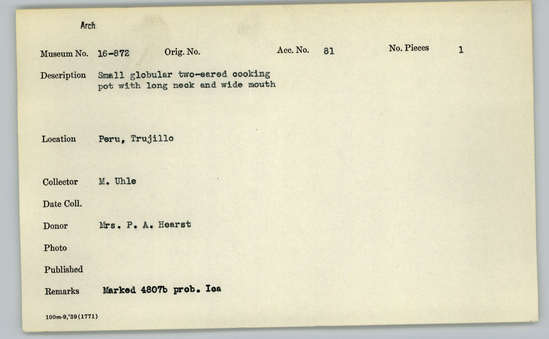 Arch
Museum No. 16-872 Orig. No. Acc. No. 81 No. Pieces 1
Description Small globular two-eared cooking
pot with long neck and wide mouth
Location Peru, Trujillo
Collector M. Uhle
Date Coll.
Donor Mrs. P. A. Hearst
Photo
Published
Remarks Marked 4807b prob. Ica
100m-9,'39(1771)